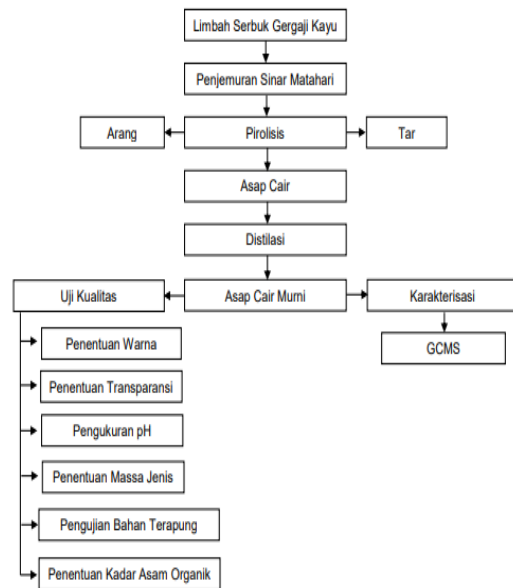 Limbah Serbuk Gergaji Kayu
Penjemuran Sinar Matahari
Arang
Pirolisis
Tar
Asap Cair
Distilasi
Uji Kualitas
Asap Cair Murni
Karakterisasi
Penentuan Warna
GCMS
Penentuan Transparansi
Pengukuran pH
Penentuan Massa Jenis
Pengujian Bahan Terapung
Penentuan Kadar Asam Organik